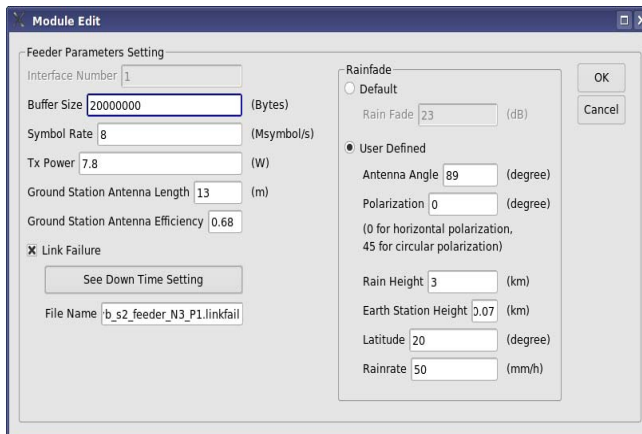 Module Edit
Feeder Parameters Setting
Interface Number 1
Buffer Size 20000000 (Bytes)
Symbol Rate 8 (Msymbol/s)
Tx Power 7.8 (W)
Ground Station Antenna Length 13 (m)
Ground Station Antenna Efficiency 0.68
Link Failure
See Down Time Setting
File Name b_s2_feeder_N3_P1.linkfail
Rainfade
Default
Rain Fade 23 (dB)
User Defined
Antenna Angle 89 (degree)
Polarization 0 (degree)
(0 for horizontal polarization,
45 for circular polarization)
Rain Height 3 (km)
Earth Station Height 0.07 (km)
Latitude 20 (degree)
Rainrate 50 (mm/h)
OK
Cancel